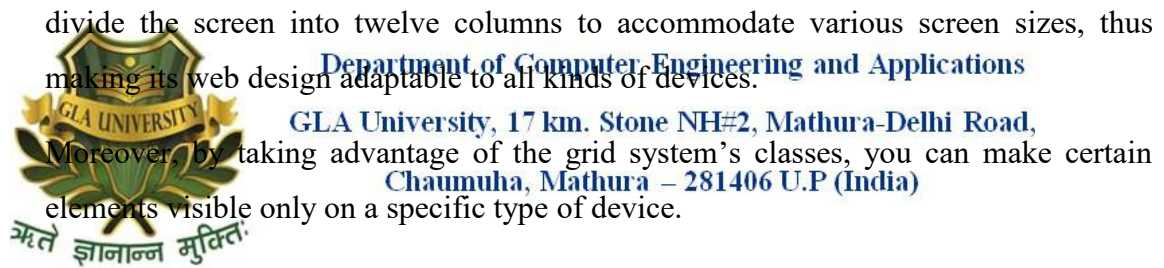 divide the screen into twelve columns to accommodate various screen sizes, thus
making its web design adaptable to all kinds of devices.
Department of Computer Engineering and Applications
GLA UNIVERSITY
GLA University, 17 km. Stone NH#2, Mathura-Delhi Road,
Moreover, by taking advantage of the grid system’s classes, you can make certain
Chaumuha, Mathura – 281406 U.P (India)
elements visible only on a specific type of device.
ऋते ज्ञानान्न मुक्तिः